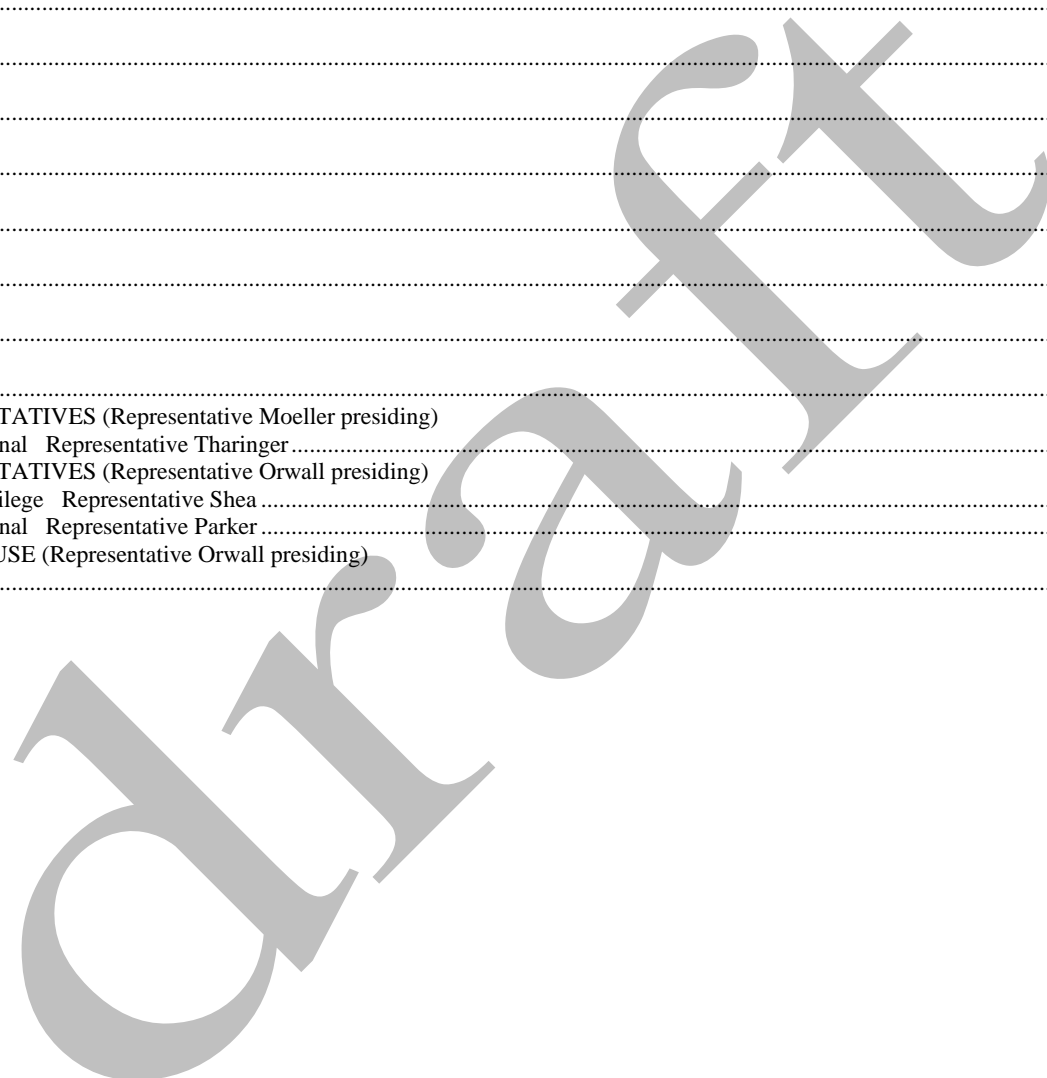 ....................................................................................................
....................................................................................................
....................................................................................................
....................................................................................................
....................................................................................................
....................................................................................................
....................................................................................................
....................................................................................................
TATIVES (Representative Moeller presiding)
nal Representative Tharinger....................................................................................................
TATIVES (Representative Orwall presiding)
ilege Representative Shea....................................................................................................
nal Representative Parker....................................................................................................
USE (Representative Orwall presiding)
....................................................................................................
draft